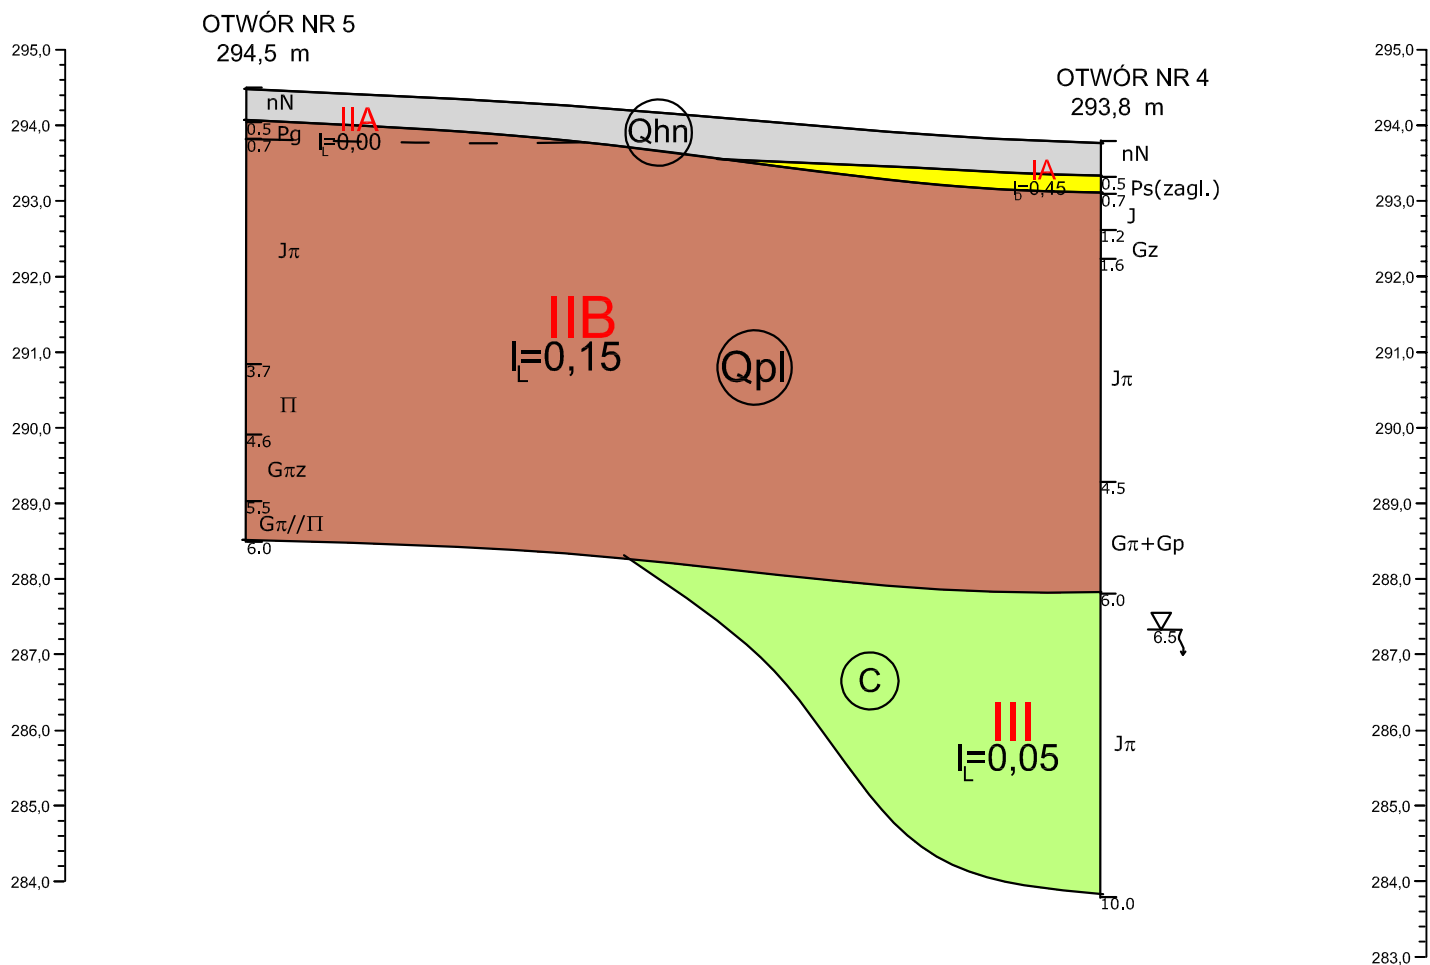 OTWÓR NR 5
294,5 m
OTWÓR NR 4
293,8 m
295,0
294,0
293,0
292,0
291,0
290,0
289,0
288,0
287,0
286,0
285,0
284,0
nN
0.5 Pg
0.7
Jπ
3.7
Π
4.6
Gπz
5.5
Gπ//Π
6.0
IIA
IL=0,00
Qhn
IIB
IL=0,15
Qpl
IA
ID=0,45
C
III
IL=0,05
nN
0.5 Ps(zagl.)
0.7
J
1.2
Gz
1.6
Jπ
4.5
Gπ+Gp
6.0
6.5
Jπ
10.0
295,0
294,0
293,0
292,0
291,0
290,0
289,0
288,0
287,0
286,0
285,0
284,0
283,0